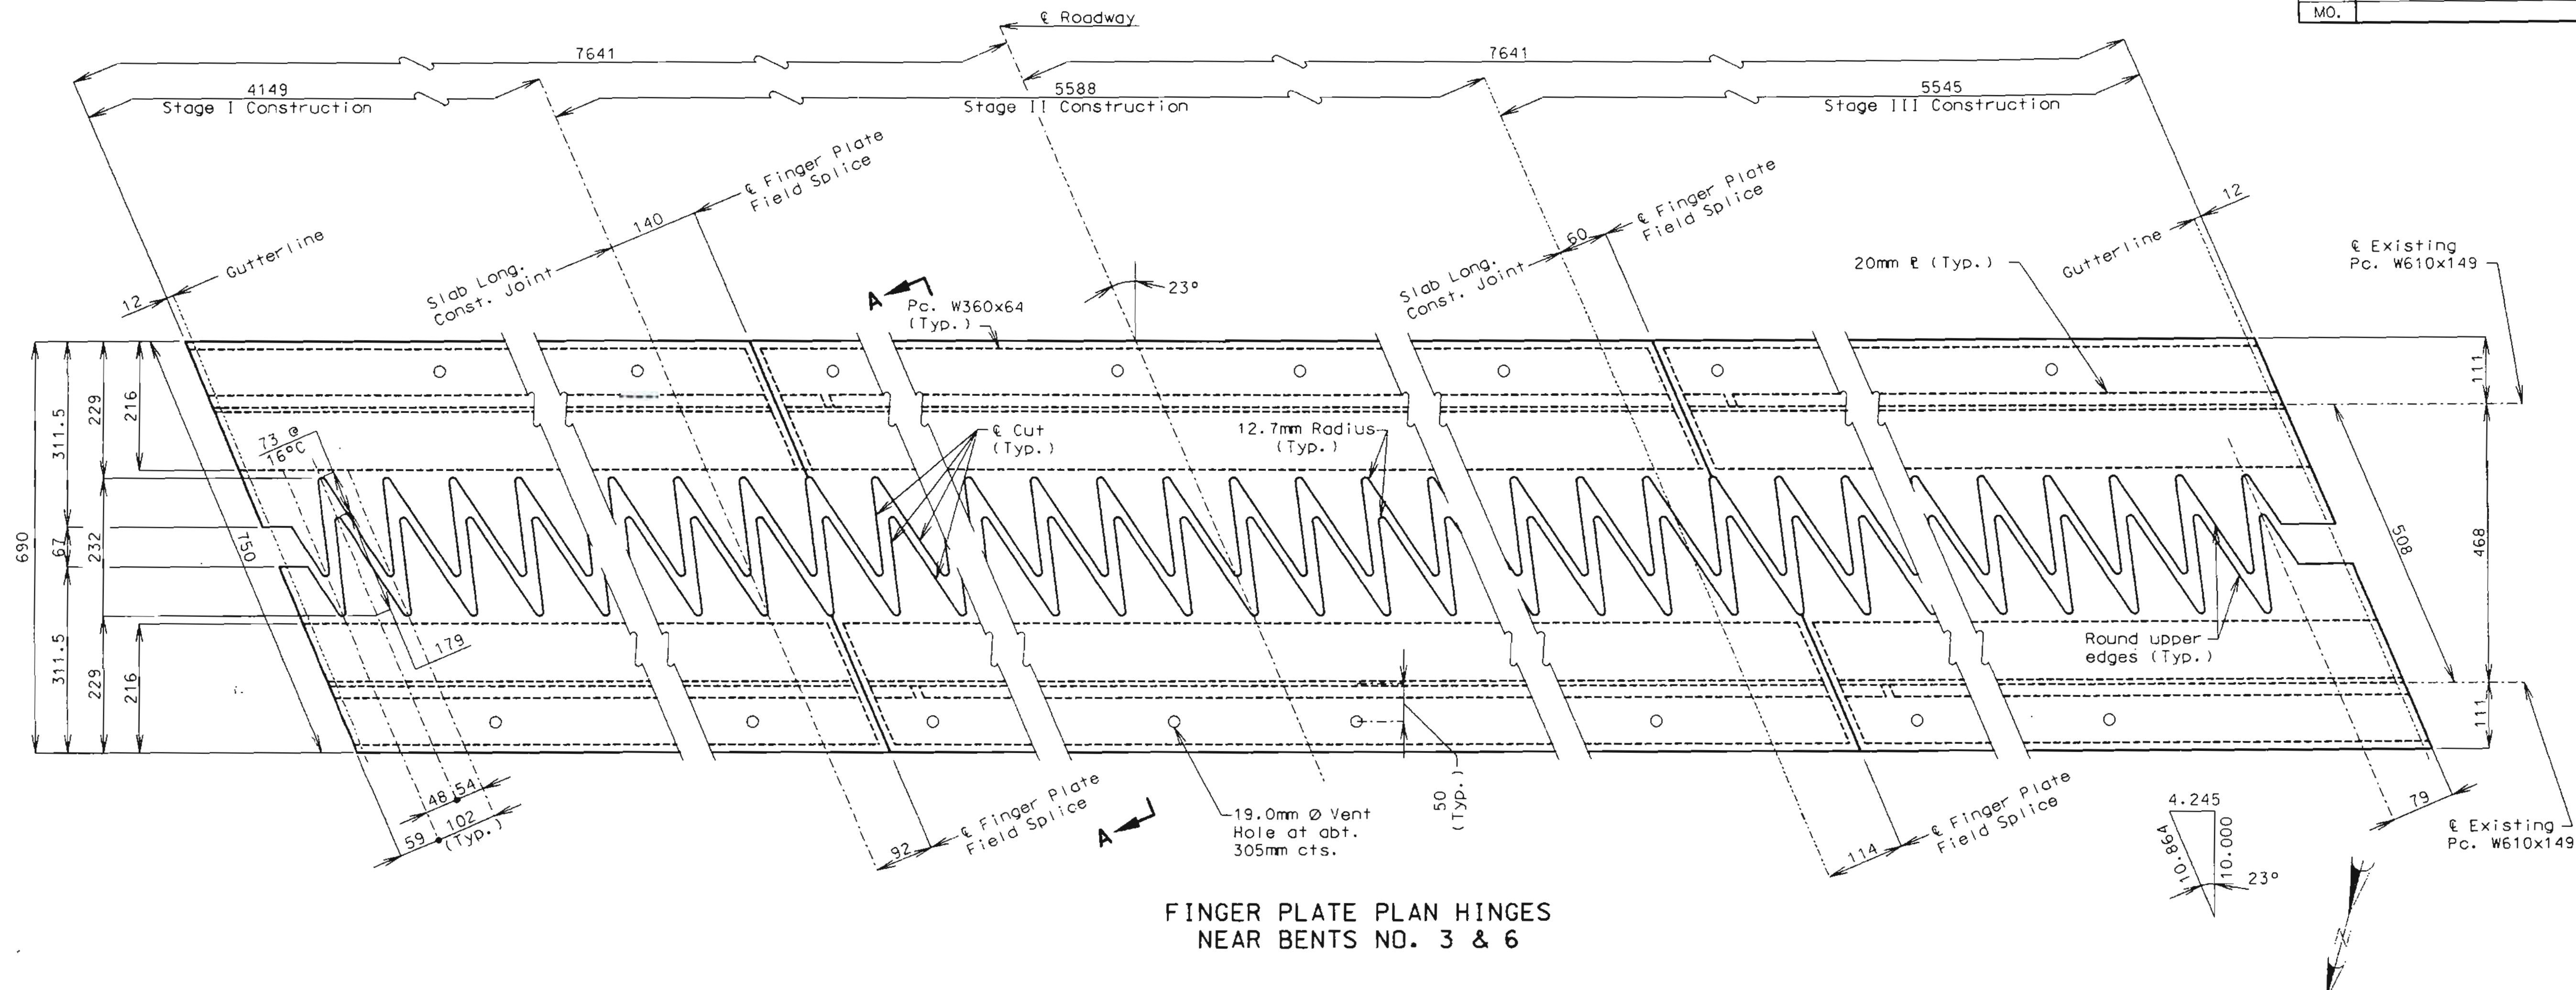 MO.
℄ Roadway
7641
7641
4149
Stage I Construction
5588
Stage II Construction
5545
Stage III Construction
℄ Finger Plate
Field Splice
140
Slab Long.
Const. Joint
Gutterline
12
℄ Finger Plate
Field Splice
60
Slab Long.
Const. Joint
12
Gutterline
℄ Existing
Pc. W610x149
20mm ℙ (Typ.)
A
Pc. W360x64
(Typ.)
23°
690
311.5
229
216
73 @
16°C
67
232
750
311.5
229
216
179
℄ Cut
(Typ.)
12.7mm Radius
(Typ.)
111
508
468
111
Round upper
edges (Typ.)
48
54
59
102
(Typ.)
92
℄ Finger Plate
Field Splice
A
19.0mm Ø Vent
Hole at abt.
305mm cts.
50
(Typ.)
114
℄ Finger Plate
Field Splice
4.245
10.864
10.000
23°
79
℄ Existing
Pc. W610x149
FINGER PLATE PLAN HINGES
NEAR BENTS NO. 3 & 6